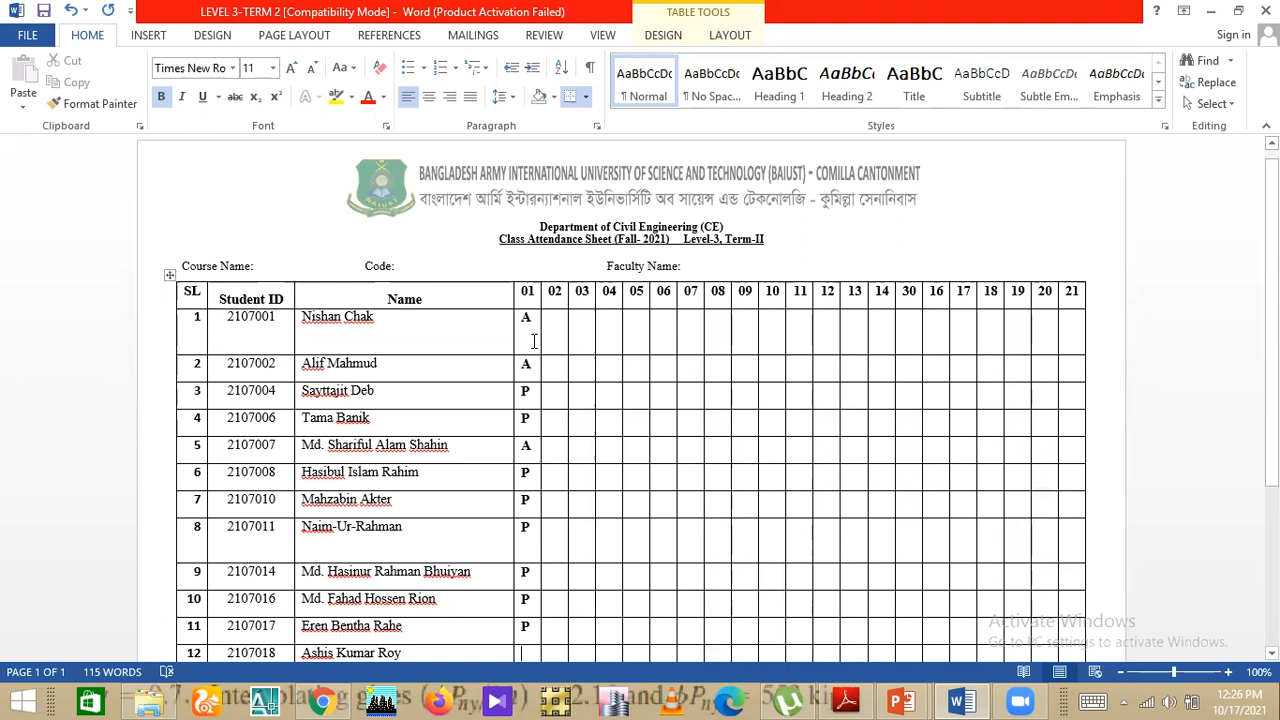 LEVEL 3-TERM 2 [Compatibility Mode] - Word (Product Activation Failed)
TABLE TOOLS
FILE HOME INSERT DESIGN PAGE LAYOUT REFERENCES MAILINGS REVIEW VIEW DESIGN LAYOUT Sign in
Paste
Cut
Copy
Format Painter
Clipboard
Times New Ro 11
Font
Paragraph
AaBbCcDc AaBbCcDc AaBbC AaBbCc AaBbC AaBbCcD AaBbCcDc AaBbCcDc
¶ Normal ¶ No Spac... Heading 1 Heading 2 Title Subtitle Subtle Em... Emphasis
Styles
Find
Replace
Select
Editing
BAIUST
BANGLADESH ARMY INTERNATIONAL UNIVERSITY OF SCIENCE AND TECHNOLOGY (BAIUST) - COMILLA CANTONMENT
বাংলাদেশ আর্মি ইন্টারন্যাশনাল ইউনিভার্সিটি অব সায়েন্স এন্ড টেকনোলজি - কুমিল্লা সেনানিবাস
Department of Civil Engineering (CE)
Class Attendance Sheet (Fall- 2021) Level-3, Term-II
Course Name: Code: Faculty Name:
SL Student ID Name 01 02 03 04 05 06 07 08 09 10 11 12 13 14 30 16 17 18 19 20 21
1 2107001 Nishan Chak A
2 2107002 Alif Mahmud A
3 2107004 Sayttajit Deb P
4 2107006 Tama Banik P
5 2107007 Md. Shariful Alam Shahin A
6 2107008 Hasibul Islam Rahim P
7 2107010 Mahzabin Akter P
8 2107011 Naim-Ur-Rahman P
9 2107014 Md. Hasinur Rahman Bhuiyan P
10 2107016 Md. Fahad Hossen Rion P
11 2107017 Eren Bentha Rahe P
12 2107018 Ashis Kumar Roy
Activate Windows
Go to PC settings to activate Windows.
PAGE 1 OF 1 115 WORDS 100%
12:26 PM
10/17/2021